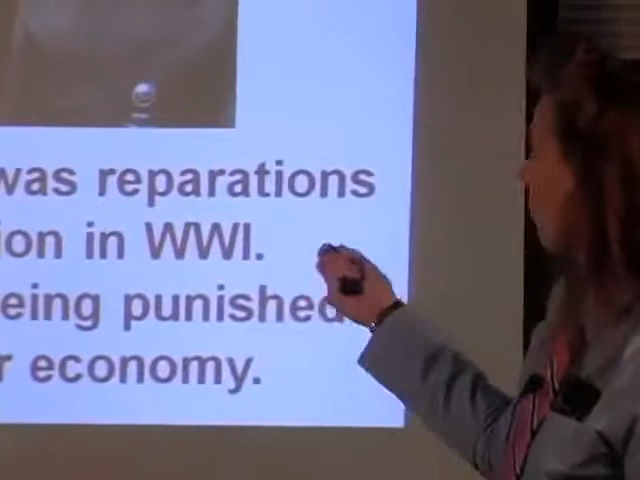 was reparations
ion in WWI.
eing punished.
r economy.